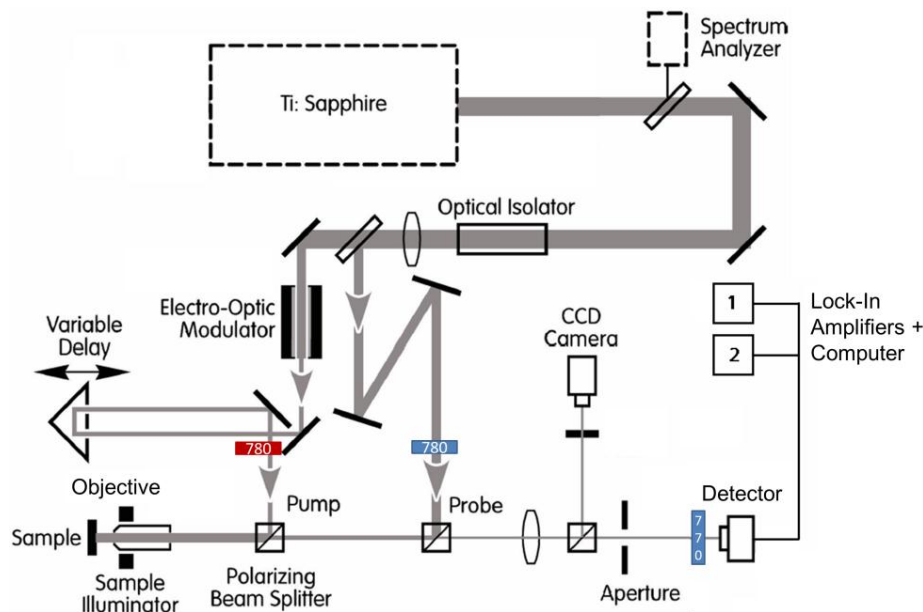 Spectrum
Analyzer
Ti: Sapphire
Optical Isolator
Electro-Optic
Modulator
Variable
Delay
CCD
Camera
1
2
Lock-In
Amplifiers +
Computer
780
780
Objective
Pump
Probe
Detector
770
Sample
Sample
Illuminator
Polarizing
Beam Splitter
Aperture